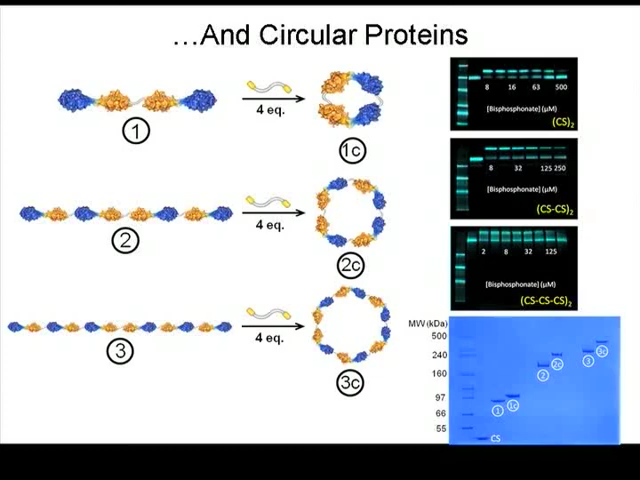 …And Circular Proteins
4 eq.
1
1c
4 eq.
2
2c
4 eq.
3
3c
8 16 63 500
[Bisphosphonate] (μM)
(CS)₂
8 32 125 250
[Bisphosphonate] (μM)
(CS-CS)₂
2 8 32 125
[Bisphosphonate] (μM)
(CS-CS-CS)₂
MW (kDa)
500
240
160
97
66
55
CS
1
1c
2
2c
3
3c